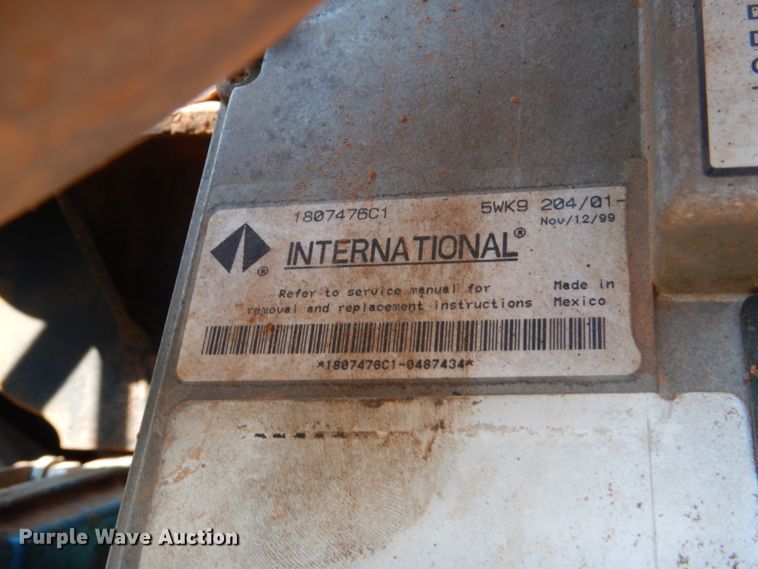 1807476C1 5WK9 204/01-
Nov/12/99
INTERNATIONAL®
®
Refer to service manual for
removal and replacement instructions
Made in
Mexico
*1807476C1-0487434*
Purple Wave Auction